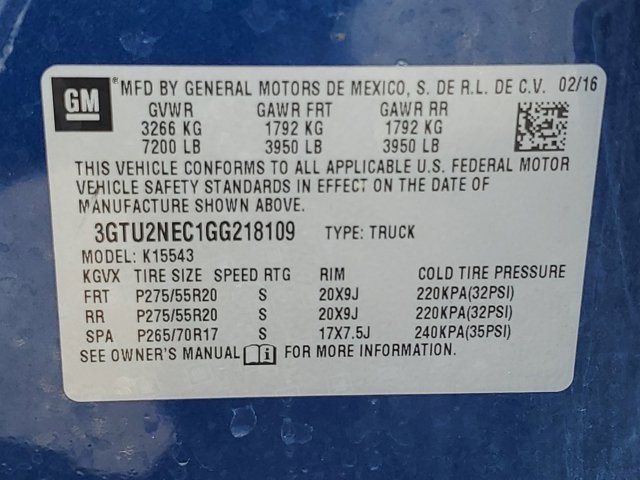 GM ® MFD BY GENERAL MOTORS DE MEXICO, S. DE R.L. DE C.V. 02/16
GVWR GAWR FRT GAWR RR
3266 KG 1792 KG 1792 KG
7200 LB 3950 LB 3950 LB
THIS VEHICLE CONFORMS TO ALL APPLICABLE U.S. FEDERAL MOTOR
VEHICLE SAFETY STANDARDS IN EFFECT ON THE DATE OF
MANUFACTURE SHOWN ABOVE.
3GTU2NEC1GG218109 TYPE: TRUCK
MODEL: K15543
KGVX TIRE SIZE SPEED RTG RIM COLD TIRE PRESSURE
FRT P275/55R20 S 20X9J 220KPA(32PSI)
RR P275/55R20 S 20X9J 220KPA(32PSI)
SPA P265/70R17 S 17X7.5J 240KPA(35PSI)
SEE OWNER'S MANUAL FOR MORE INFORMATION.